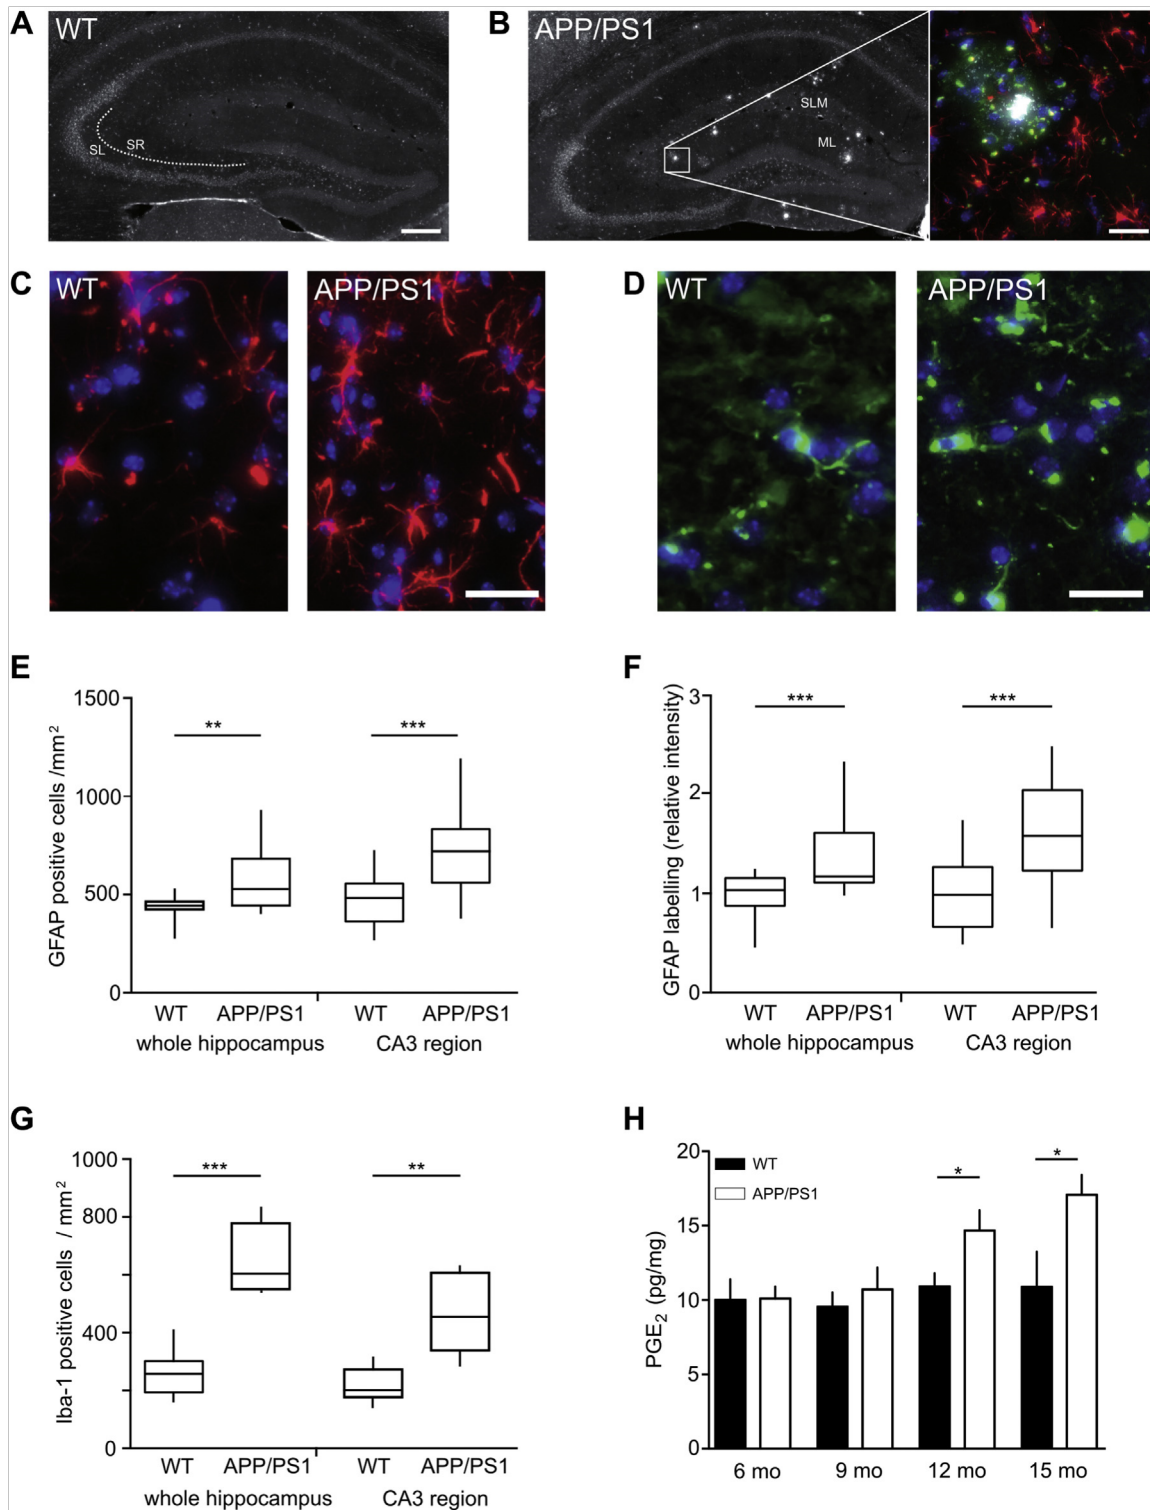 A
WT
SL
SR
B
APP/PS1
SLM
ML
C
WT
APP/PS1
D
WT
APP/PS1
E
GFAP positive cells /mm²
1500
1000
500
0
**
***
WT
APP/PS1
WT
APP/PS1
whole hippocampus
CA3 region
F
GFAP labelling (relative intensity)
3
2
1
0
***
***
WT
APP/PS1
WT
APP/PS1
whole hippocampus
CA3 region
G
Iba-1 positive cells / mm²
1000
800
400
0
***
**
WT
APP/PS1
WT
APP/PS1
whole hippocampus
CA3 region
H
PGE₂ (pg/mg)
20
15
10
5
0
WT
APP/PS1
*
*
6 mo
9 mo
12 mo
15 mo